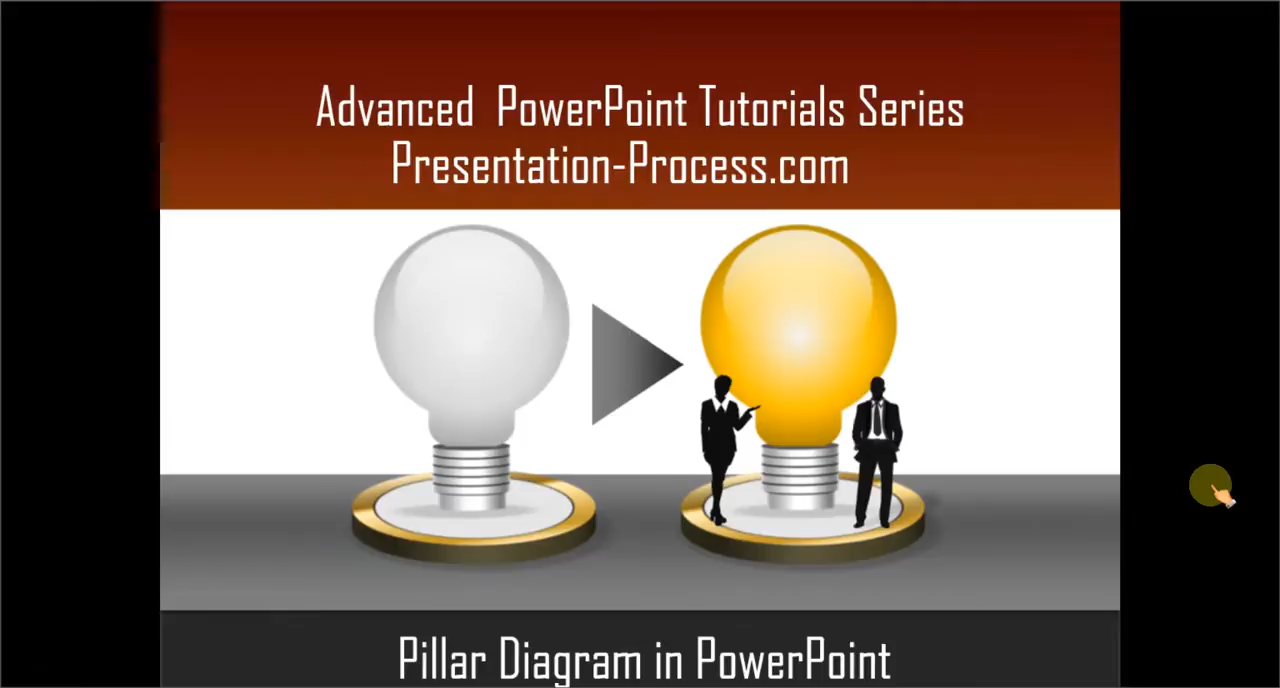 Advanced PowerPoint Tutorials Series
Presentation-Process.com
Pillar Diagram in PowerPoint